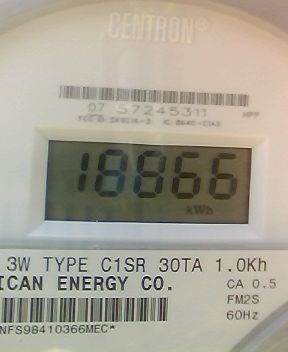 CENTRON®
07 57245311
18866
kWh
3W TYPE C1SR 30TA 1.0Kh
ICAN ENERGY CO.
CA 0.5
FM2S
60Hz
NFS98410366MEC*